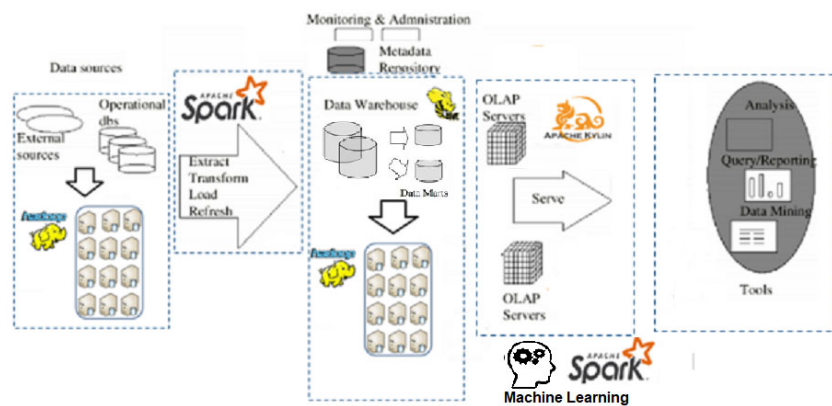 Monitoring & Admnistration
Metadata
Repository
Data sources
Operational
dbs
External
sources
APACHE
Spark
Extract
Transform
Load
Refresh
hadoop
Data Warehouse
Data Marts
hadoop
OLAP
Servers
APACHE KYLIN
Serve
OLAP
Servers
Analysis
Query/Reporting
Data Mining
Tools
APACHE
Spark
Machine Learning